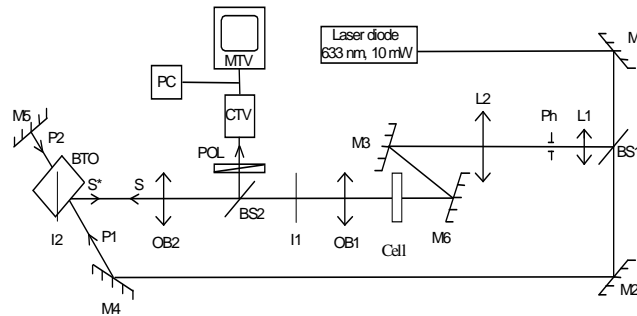 Laser diode
633 nm, 10 mW
M
MTV
PC
CTV
L2
Ph
L1
M5
P2
M3
BS1
BTO
POL
S*
S
BS2
I1
M6
I2
P1
OB2
OB1
Cell
M4
M2